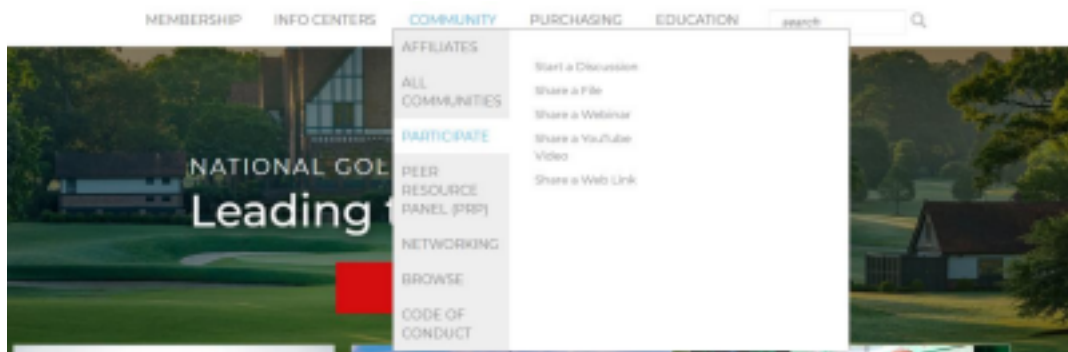 MEMBERSHIP INFO CENTERS COMMUNITY PURCHASING EDUCATION search
AFFILIATES
ALL
COMMUNITIES
PARTICIPATE
PEER
RESOURCE
PANEL (PRP)
NETWORKING
BROWSE
CODE OF
CONDUCT
Start a Discussion
Share a File
Share a Webinar
Share a YouTube
Video
Share a Web Link
NATIONAL GOL
Leading